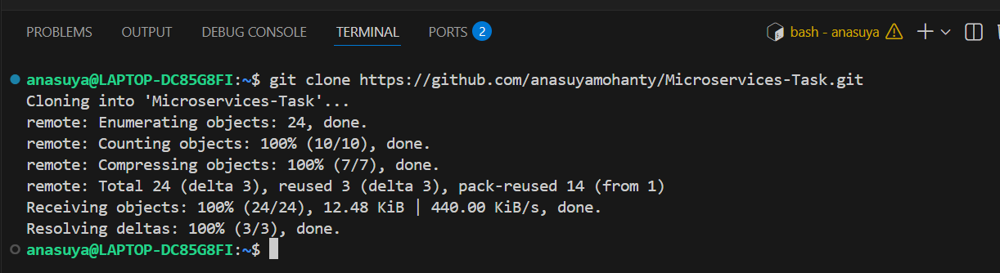 PROBLEMS OUTPUT DEBUG CONSOLE TERMINAL PORTS 2 bash - anasuya
anasuya@LAPTOP-DC85G8FI:~$ git clone https://github.com/anasuyamohanty/Microservices-Task.git
Cloning into 'Microservices-Task'...
remote: Enumerating objects: 24, done.
remote: Counting objects: 100% (10/10), done.
remote: Compressing objects: 100% (7/7), done.
remote: Total 24 (delta 3), reused 3 (delta 3), pack-reused 14 (from 1)
Receiving objects: 100% (24/24), 12.48 KiB | 440.00 KiB/s, done.
Resolving deltas: 100% (3/3), done.
anasuya@LAPTOP-DC85G8FI:~$